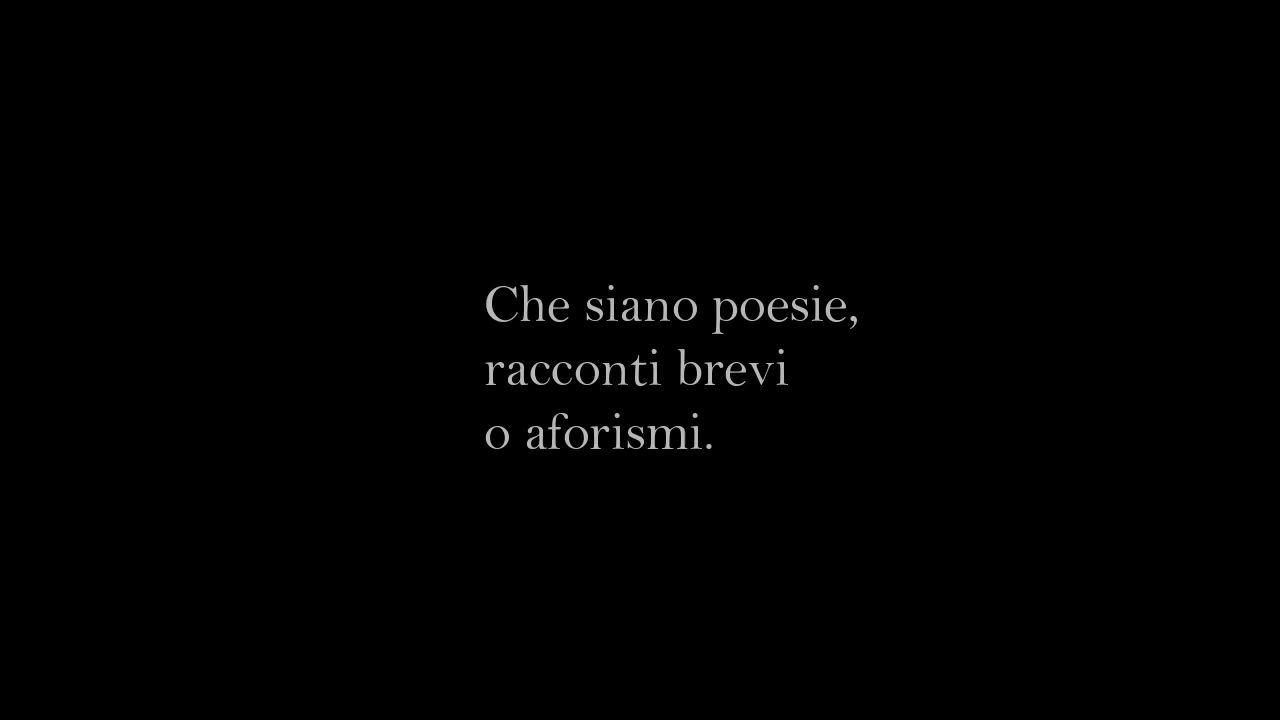 Che siano poesie,
racconti brevi
o aforismi.